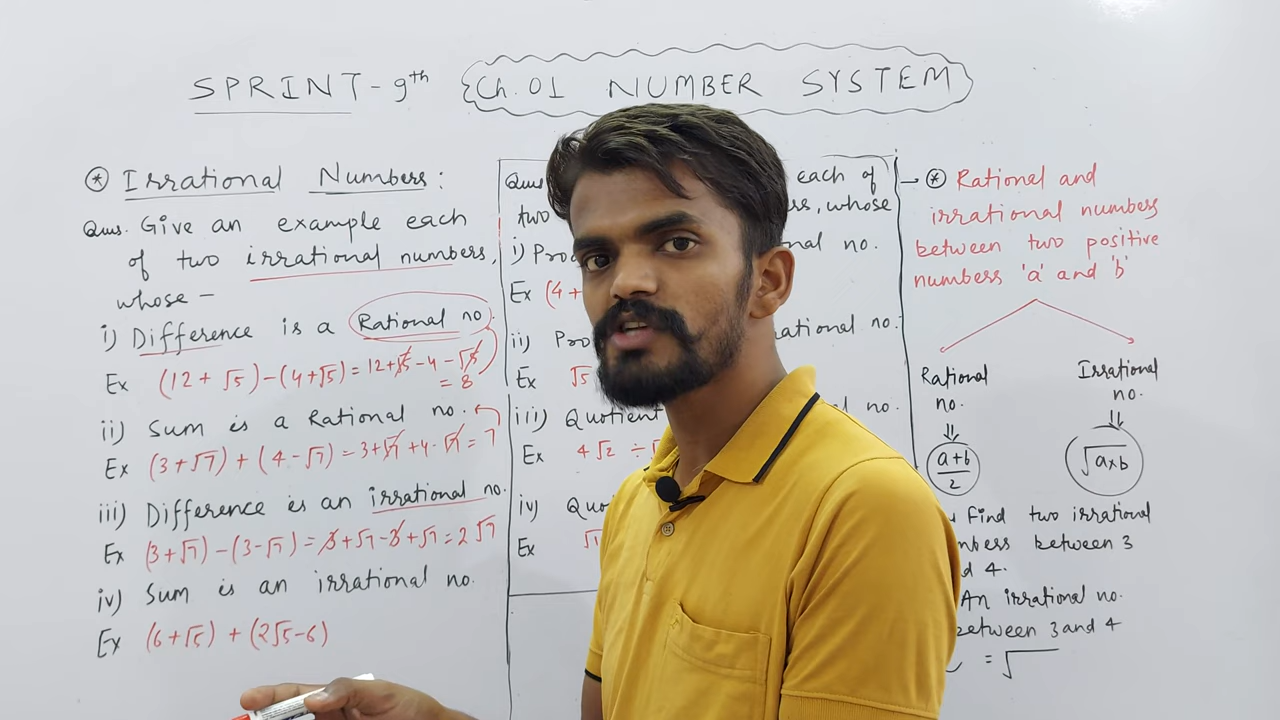 SPRINT - 9th
Ch. 01 NUMBER SYSTEM
* Irrational Numbers:
Ques. Give an example each
of two irrational numbers,
whose -
i) Difference is a Rational no.
Ex (12 + √5) - (4 + √5) = 12 + √5 - 4 - √5
= 8
ii) Sum is a Rational no.
Ex (3 + √7) + (4 - √7) = 3 + √7 + 4 - √7 = 7
iii) Difference is an irrational no.
Ex (3 + √7) - (3 - √7) = 3 + √7 - 3 + √7 = 2√7
iv) Sum is an irrational no.
Ex (6 + √5) + (2√5 - 6)
Ques each of
two whose
i) no.
Ex (4 +
ii) no.
Ex √5
iii) Quotient no.
Ex 4√2 ÷
iv)
Ex
* Rational and
irrational numbers
between two positive
numbers 'a' and 'b'
Rational
no.
⇓
a+b
2
Irrational
no.
⇓
√a×b
Find two irrational
between 3
4.
An irrational no.
between 3 and 4
= √